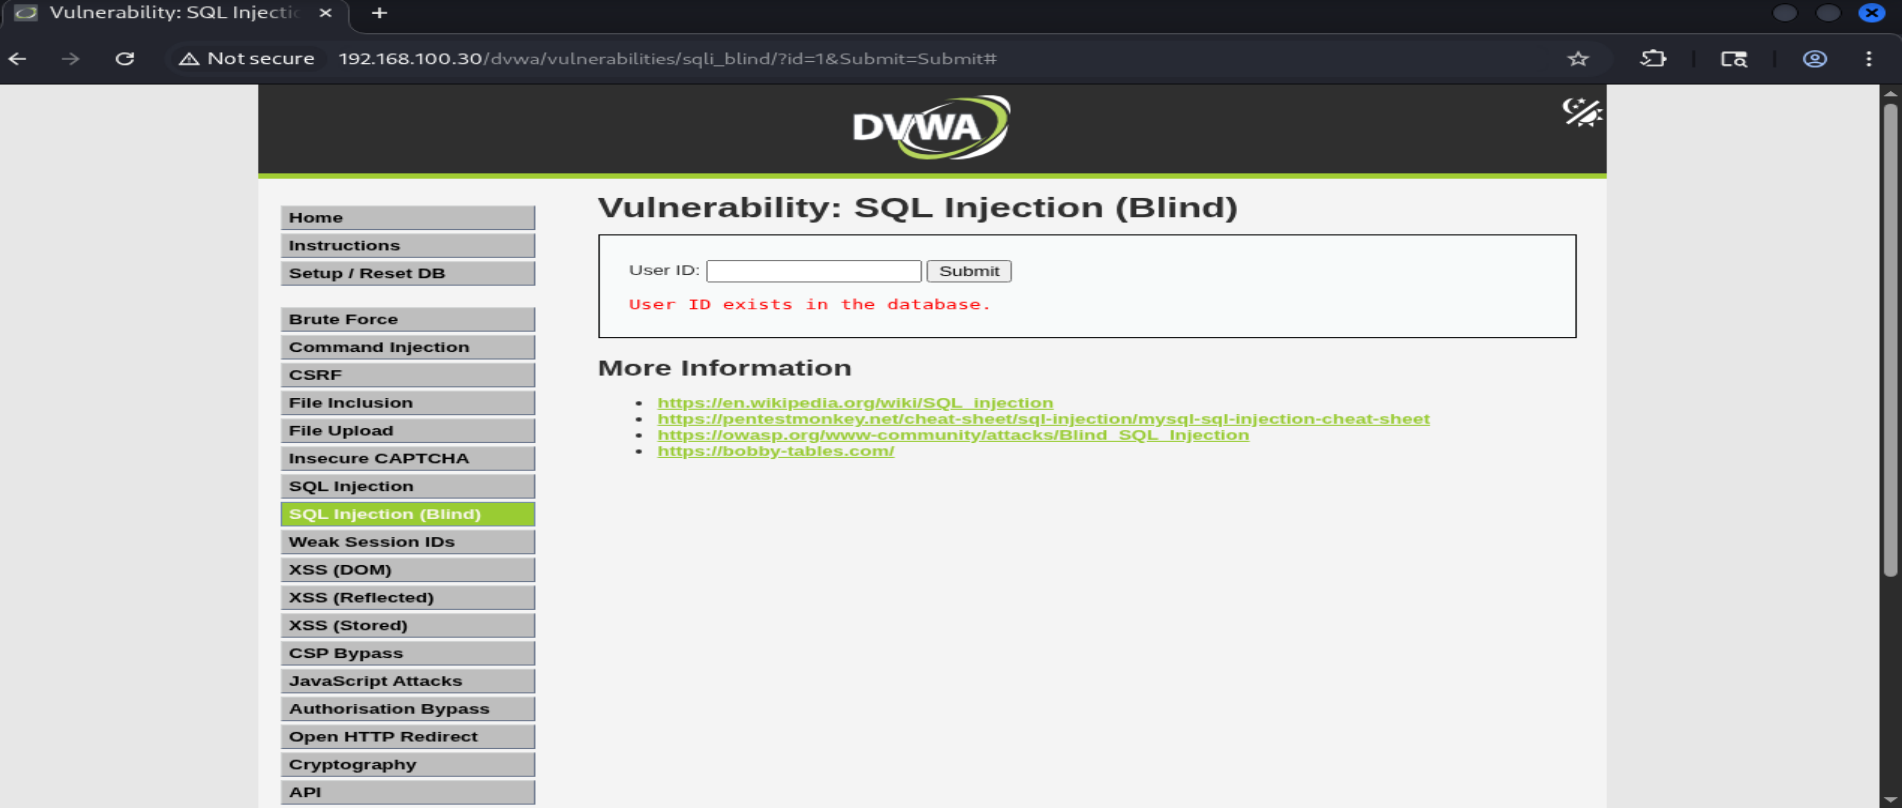 Vulnerability: SQL Injectic
Not secure 192.168.100.30/dvwa/vulnerabilities/sqli_blind/?id=1&Submit=Submit#
DVWA
Home
Instructions
Setup / Reset DB
Brute Force
Command Injection
CSRF
File Inclusion
File Upload
Insecure CAPTCHA
SQL Injection
SQL Injection (Blind)
Weak Session IDs
XSS (DOM)
XSS (Reflected)
XSS (Stored)
CSP Bypass
JavaScript Attacks
Authorisation Bypass
Open HTTP Redirect
Cryptography
API
Vulnerability: SQL Injection (Blind)
User ID: Submit
User ID exists in the database.
More Information
https://en.wikipedia.org/wiki/SQL_injection
https://pentestmonkey.net/cheat-sheet/sql-injection/mysql-sql-injection-cheat-sheet
https://owasp.org/www-community/attacks/Blind_SQL_Injection
https://bobby-tables.com/